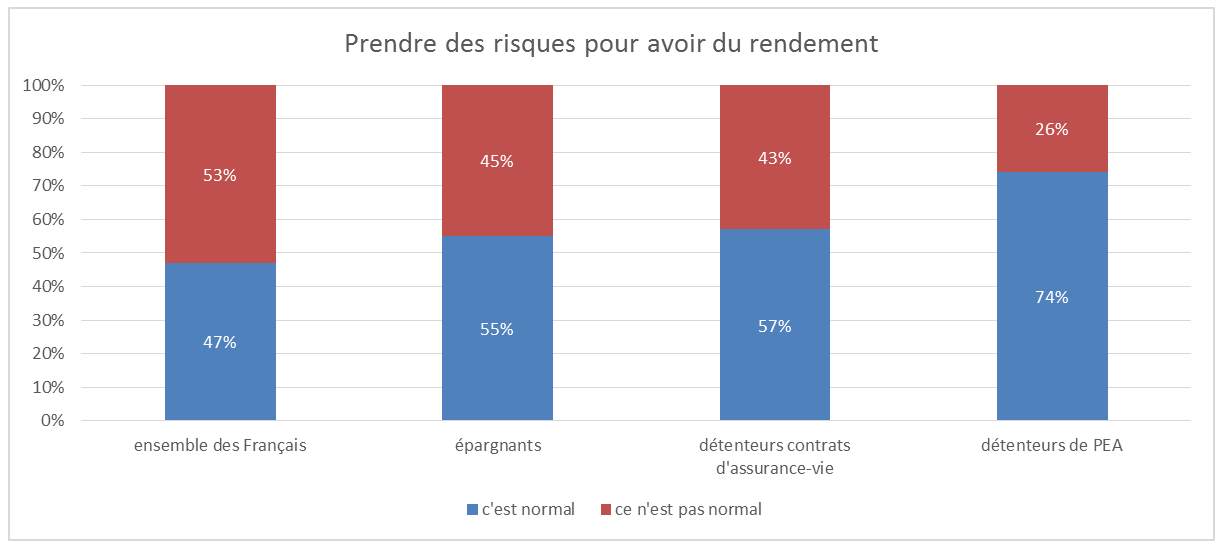 Prendre des risques pour avoir du rendement
100%
90%
80%
70%
60%
50%
40%
30%
20%
10%
0%
53%
45%
43%
26%
47%
55%
57%
74%
ensemble des Français
épargnants
détenteurs contrats
d'assurance-vie
détenteurs de PEA
c'est normal
ce n'est pas normal